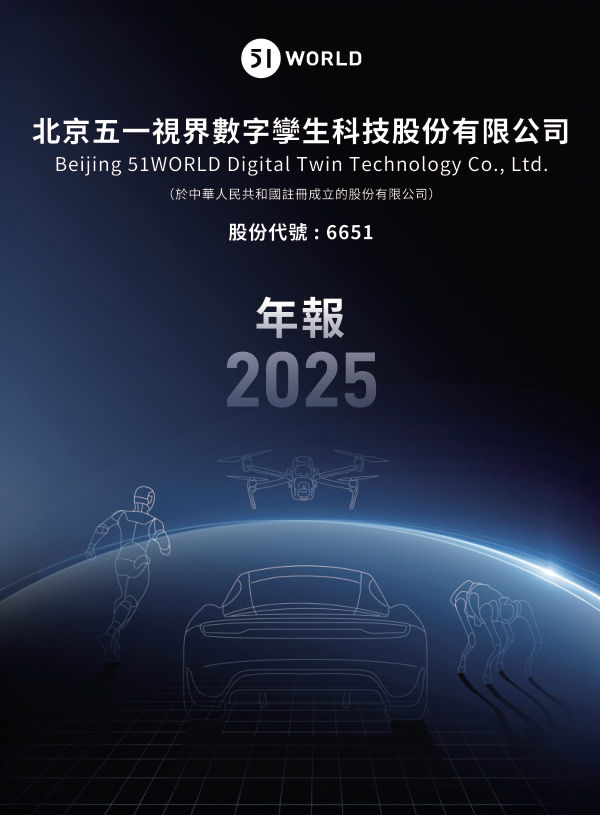 51 WORLD
北京五一視界數字孿生科技股份有限公司
Beijing 51WORLD Digital Twin Technology Co., Ltd.
（於中華人民共和國註冊成立的股份有限公司）
股份代號：6651
年報
2025